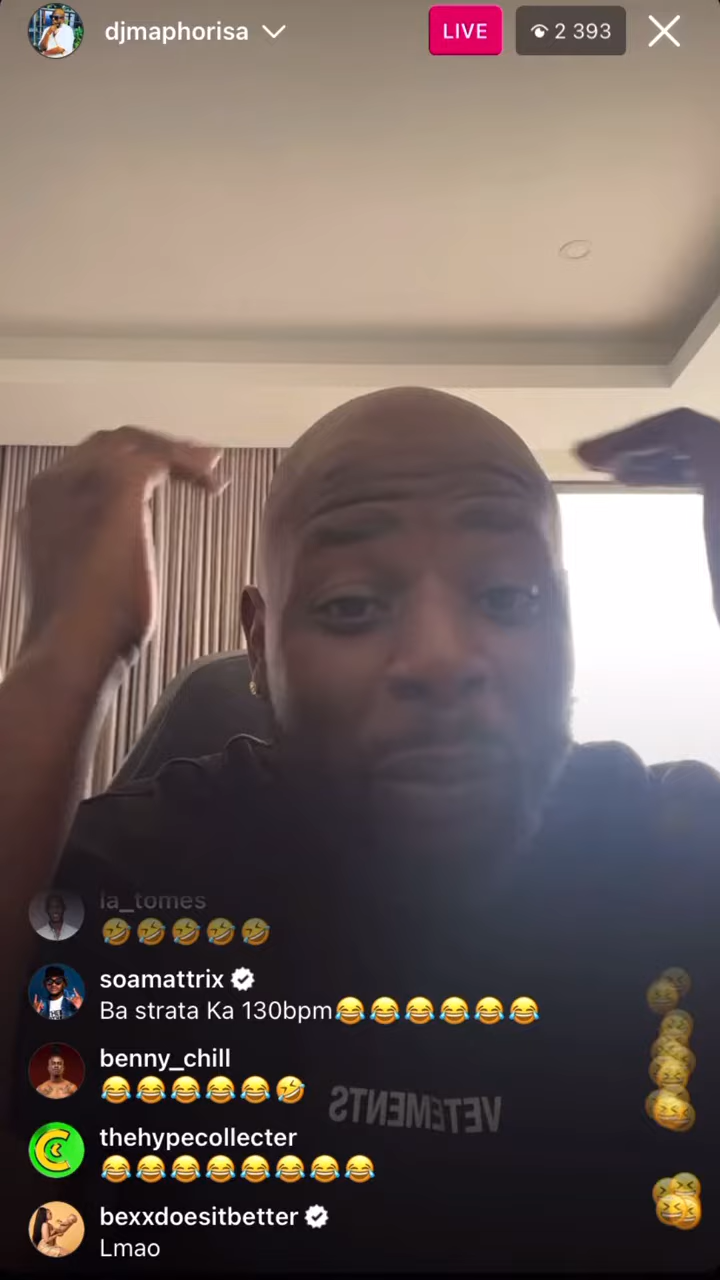 djmaphorisa
LIVE
2 393
la_tomes
🤣🤣🤣🤣🤣
soamattrix
Ba strata Ka 130bpm😂😂😂😂😂😂
benny_chill
😂😂😂😂😂🤣
VETEMENTS
thehypecollecter
😂😂😂😂😂😂😂😂
bexxdoesitbetter
Lmao